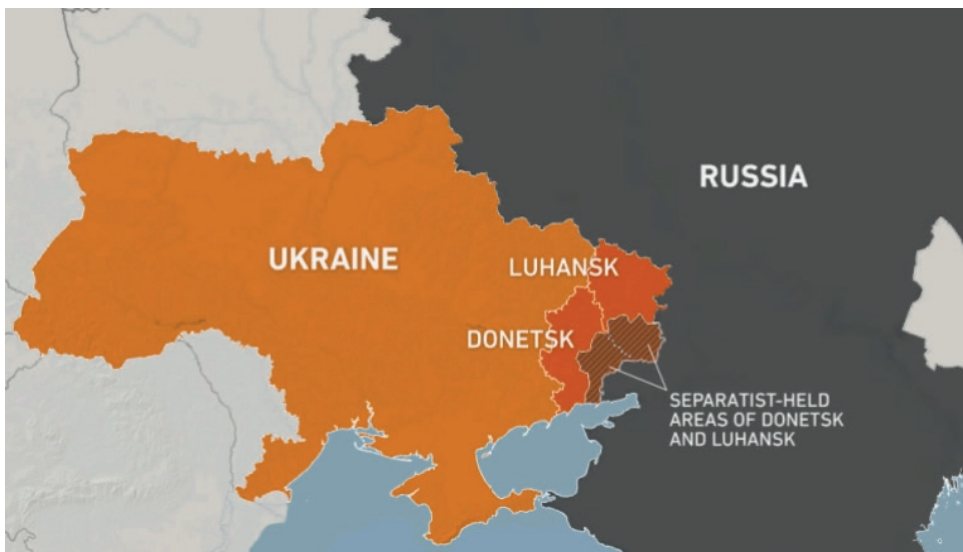 RUSSIA
UKRAINE
LUHANSK
DONETSK
SEPARATIST-HELD
AREAS OF DONETSK
AND LUHANSK